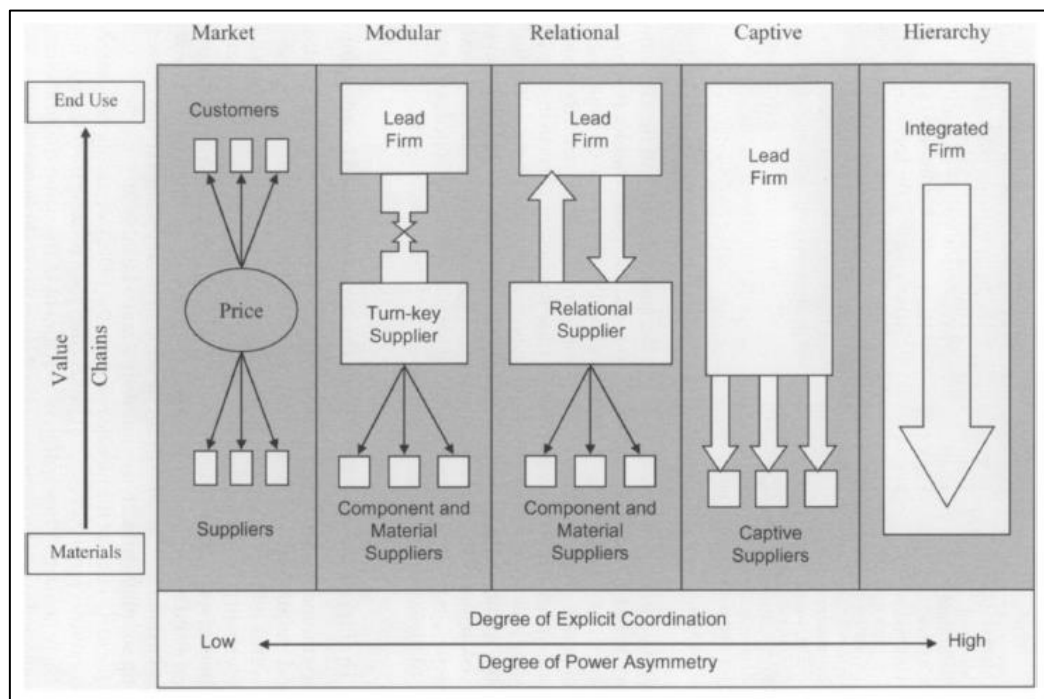 Market
Modular
Relational
Captive
Hierarchy
End Use
Value
Chains
Materials
Customers
Price
Suppliers
Lead
Firm
Turn-key
Supplier
Component and
Material
Suppliers
Lead
Firm
Relational
Supplier
Component and
Material
Suppliers
Lead
Firm
Captive
Suppliers
Integrated
Firm
Degree of Explicit Coordination
Low
High
Degree of Power Asymmetry